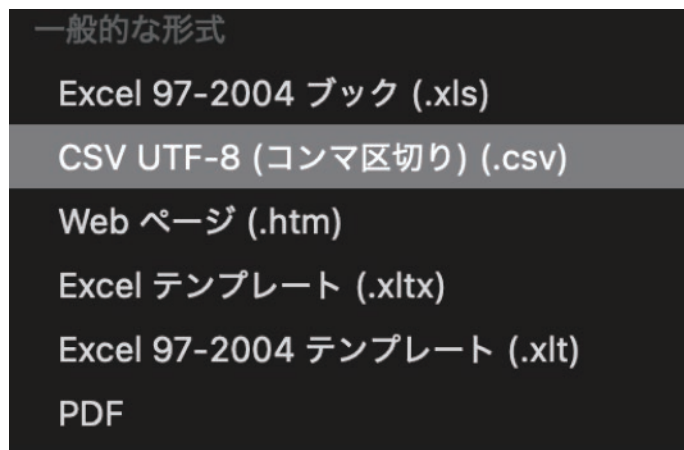 一般的な形式
Excel 97-2004 ブック (.xls)
CSV UTF-8 (コンマ区切り) (.csv)
Web ページ (.htm)
Excel テンプレート (.xltx)
Excel 97-2004 テンプレート (.xlt)
PDF